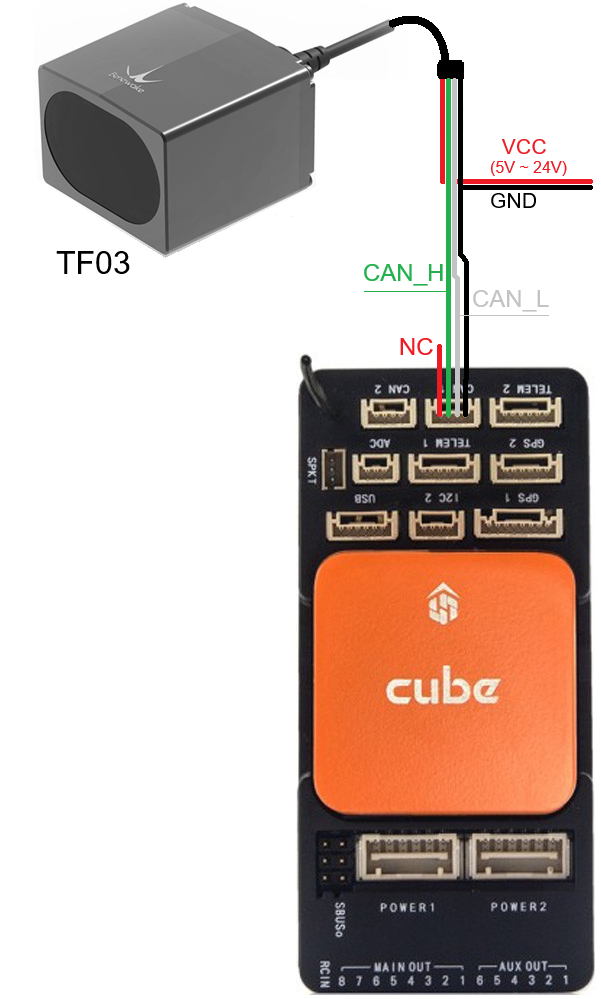 Benewake
TF03
VCC
(5V ~ 24V)
GND
CAN_H
CAN_L
NC
CAN 2
TELEM 2
ADC
TELEM 1
GPS 2
SPKT
USB
I2C 2
GPS 1
cube
POWER1
POWER2
SBUSo
RCIN
MAIN OUT
AUX OUT
8 7 6 5 4 3 2 1
6 5 4 3 2 1